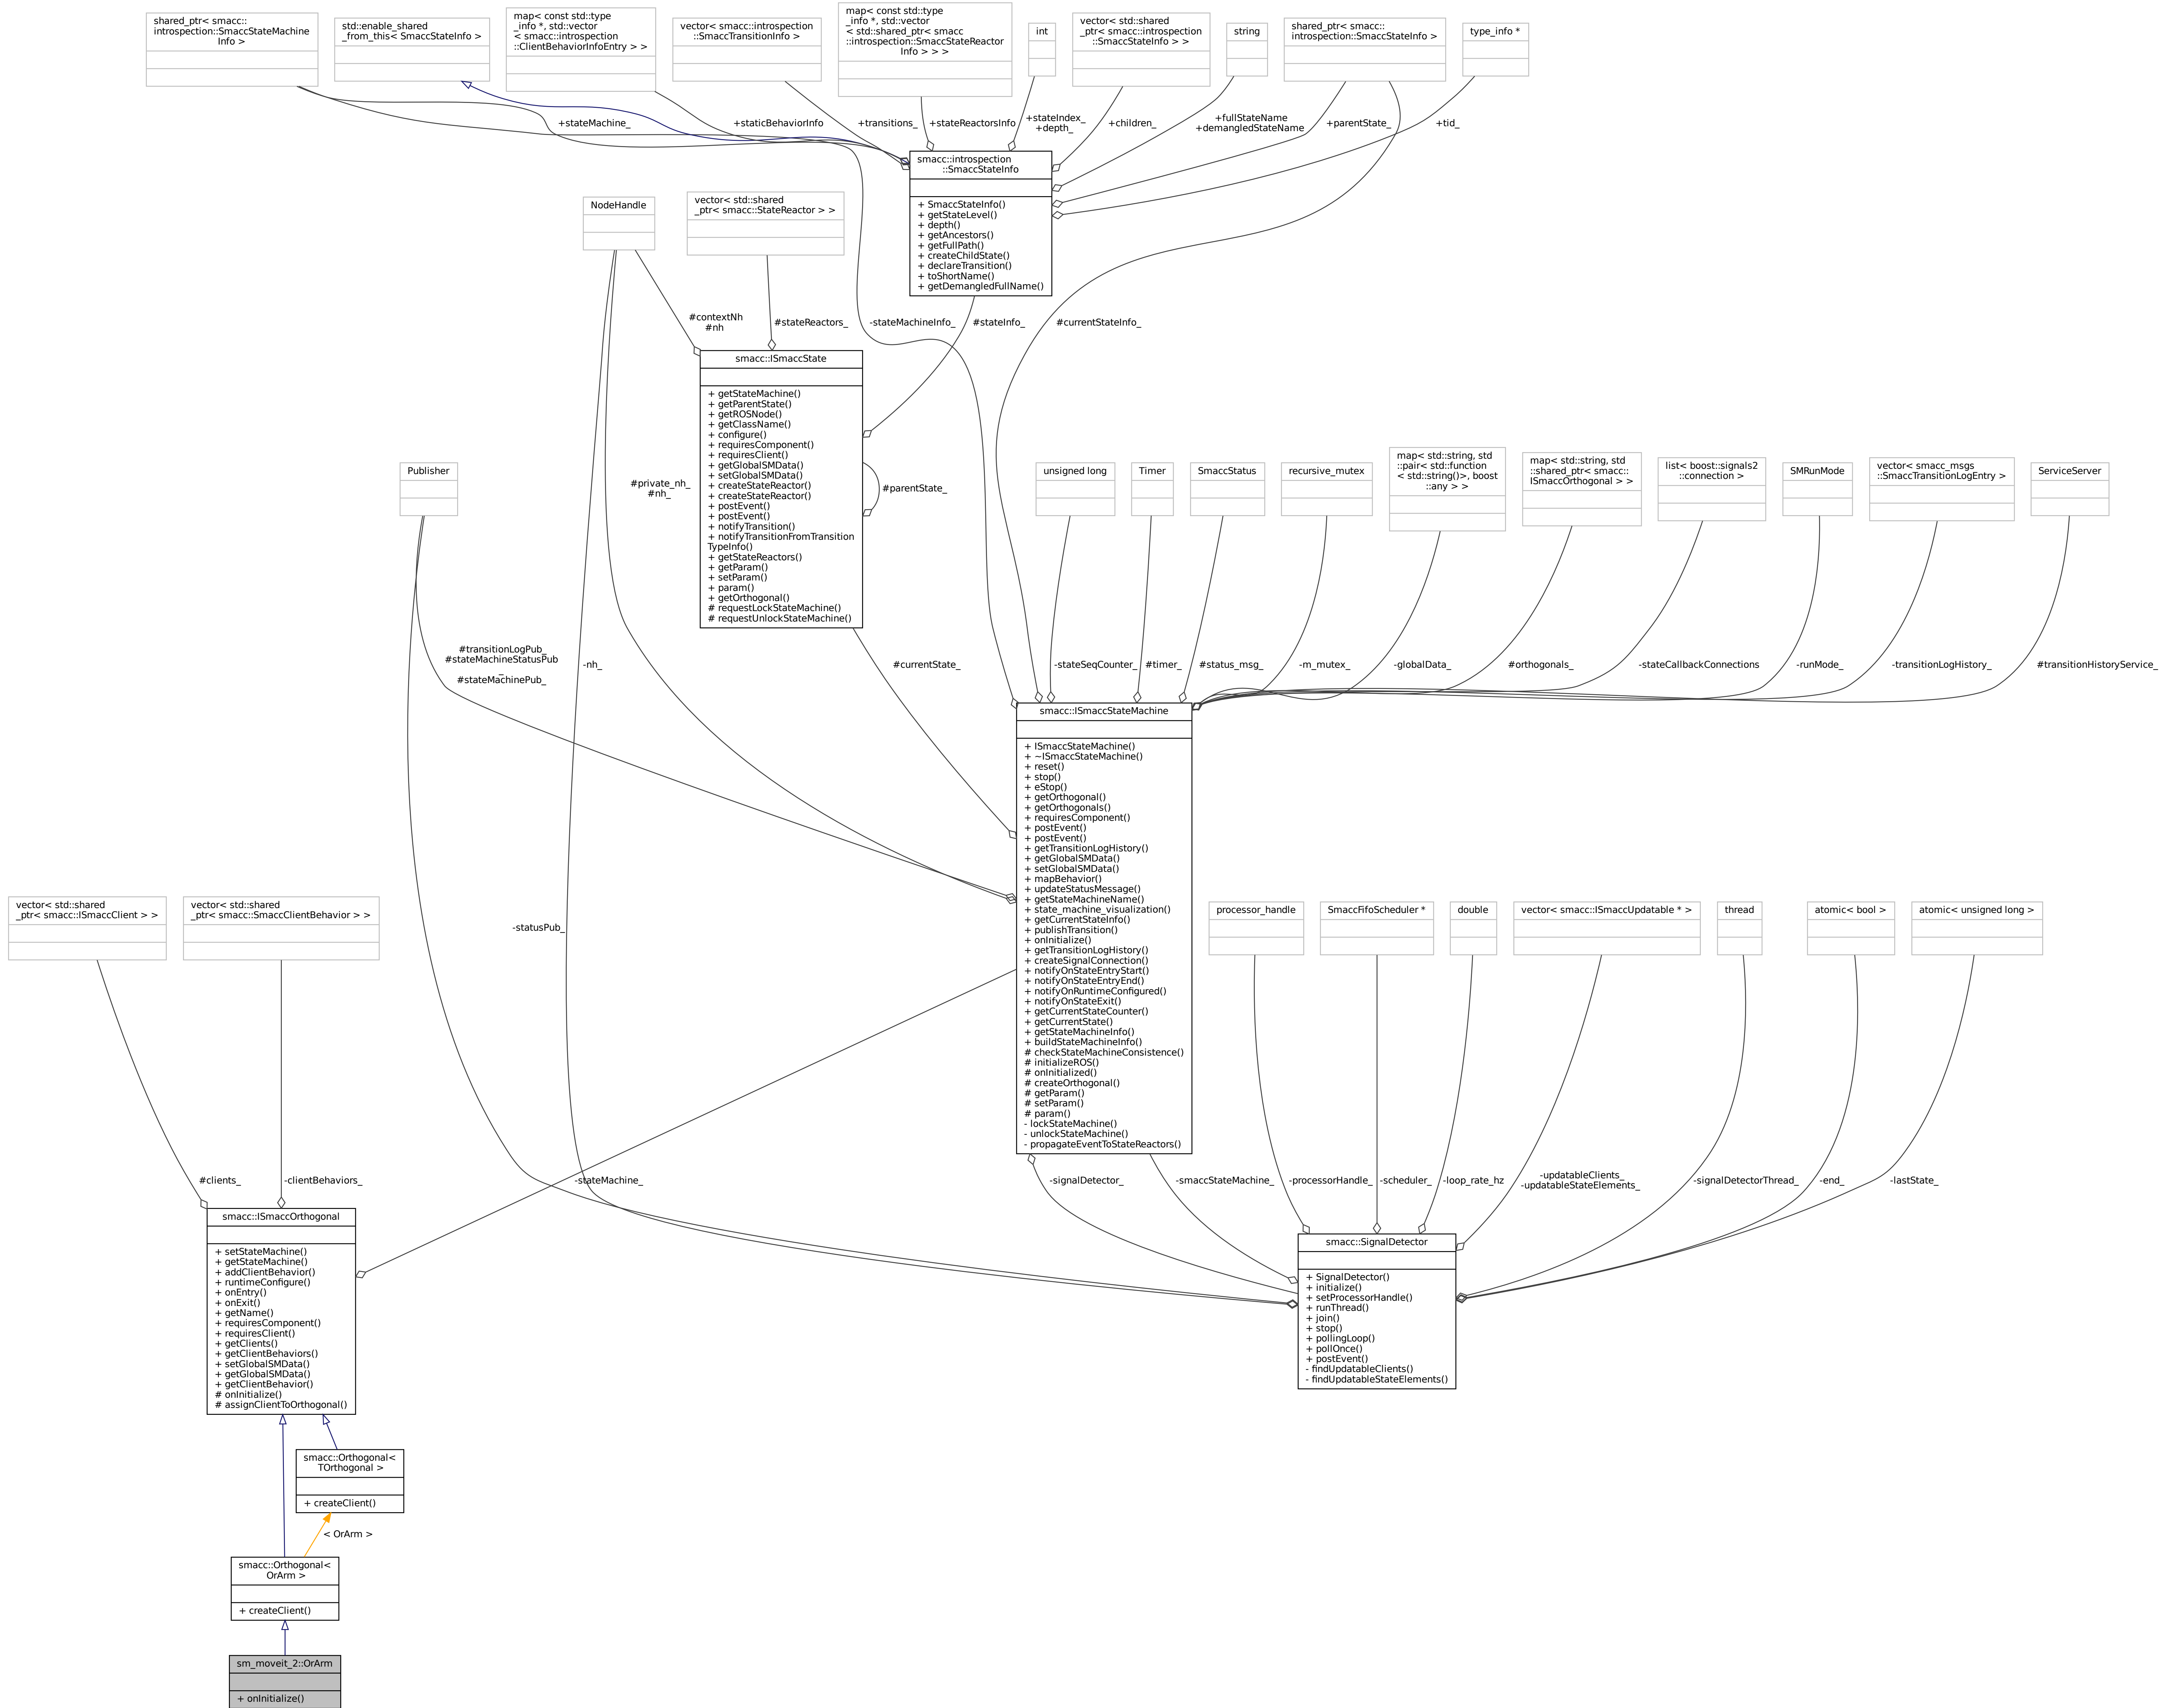 shared_ptr< smacc::
introspection::SmaccStateMachine
Info >
std::enable_shared
_from_this< SmaccStateInfo >
map< const std::type
_info *, std::vector
< smacc::introspection
::ClientBehaviorInfoEntry > >
vector< smacc::introspection
::SmaccTransitionInfo >
map< const std::type
_info *, std::vector
< std::shared_ptr< smacc
::introspection::SmaccStateReactor
Info > > >
int
vector< std::shared
_ptr< smacc::introspection
::SmaccStateInfo > >
string
shared_ptr< smacc::
introspection::SmaccStateInfo >
type_info *
+stateMachine_
+staticBehaviorInfo
+transitions_
+stateReactorsInfo
+stateIndex_
+depth_
+children_
+fullStateName
+demangledStateName
+parentState_
+tid_
smacc::introspection
::SmaccStateInfo
+ SmaccStateInfo()
+ getStateLevel()
+ depth()
+ getAncestors()
+ getFullPath()
+ createChildState()
+ declareTransition()
+ toShortName()
+ getDemangledFullName()
NodeHandle
vector< std::shared
_ptr< smacc::StateReactor > >
#contextNh
#nh
#stateReactors_
-stateMachineInfo_
#stateInfo_
#currentStateInfo_
smacc::ISmaccState
+ getStateMachine()
+ getParentState()
+ getROSNode()
+ getClassName()
+ configure()
+ requiresComponent()
+ requiresClient()
+ getGlobalSMData()
+ setGlobalSMData()
+ createStateReactor()
+ createStateReactor()
+ postEvent()
+ postEvent()
+ notifyTransition()
+ notifyTransitionFromTransition
TypeInfo()
+ getStateReactors()
+ getParam()
+ setParam()
+ param()
+ getOrthogonal()
# requestLockStateMachine()
# requestUnlockStateMachine()
#parentState_
#private_nh_
#nh_
Publisher
unsigned long
Timer
SmaccStatus
recursive_mutex
map< std::string, std
::pair< std::function
< std::string()>, boost
::any > >
map< std::string, std
::shared_ptr< smacc::
ISmaccOrthogonal > >
list< boost::signals2
::connection >
SMRunMode
vector< smacc_msgs
::SmaccTransitionLogEntry >
ServiceServer
#transitionLogPub_
#stateMachineStatusPub
_
#stateMachinePub_
-nh_
#currentState_
-stateSeqCounter_
#timer_
#status_msg_
-m_mutex_
-globalData_
#orthogonals_
-stateCallbackConnections
-runMode_
-transitionLogHistory_
#transitionHistoryService_
smacc::ISmaccStateMachine
+ ISmaccStateMachine()
+ ~ISmaccStateMachine()
+ reset()
+ stop()
+ eStop()
+ getOrthogonal()
+ getOrthogonals()
+ requiresComponent()
+ postEvent()
+ postEvent()
+ getTransitionLogHistory()
+ getGlobalSMData()
+ setGlobalSMData()
+ mapBehavior()
+ updateStatusMessage()
+ getStateMachineName()
+ state_machine_visualization()
+ getCurrentStateInfo()
+ publishTransition()
+ onInitialize()
+ getTransitionLogHistory()
+ createSignalConnection()
+ notifyOnStateEntryStart()
+ notifyOnStateEntryEnd()
+ notifyOnRuntimeConfigured()
+ notifyOnStateExit()
+ getCurrentStateCounter()
+ getCurrentState()
+ getStateMachineInfo()
+ buildStateMachineInfo()
# checkStateMachineConsistence()
# initializeROS()
# onInitialized()
# createOrthogonal()
# getParam()
# setParam()
# param()
- lockStateMachine()
- unlockStateMachine()
- propagateEventToStateReactors()
vector< std::shared
_ptr< smacc::ISmaccClient > >
vector< std::shared
_ptr< smacc::SmaccClientBehavior > >
-statusPub_
processor_handle
SmaccFifoScheduler *
double
vector< smacc::ISmaccUpdatable * >
thread
atomic< bool >
atomic< unsigned long >
#clients_
-clientBehaviors_
-stateMachine_
-signalDetector_
-smaccStateMachine_
-processorHandle_
-scheduler_
-loop_rate_hz
-updatableClients_
-updatableStateElements_
-signalDetectorThread_
-end_
-lastState_
smacc::ISmaccOrthogonal
+ setStateMachine()
+ getStateMachine()
+ addClientBehavior()
+ runtimeConfigure()
+ onEntry()
+ onExit()
+ getName()
+ requiresComponent()
+ requiresClient()
+ getClients()
+ getClientBehaviors()
+ setGlobalSMData()
+ getGlobalSMData()
+ getClientBehavior()
# onInitialize()
# assignClientToOrthogonal()
smacc::SignalDetector
+ SignalDetector()
+ initialize()
+ setProcessorHandle()
+ runThread()
+ join()
+ stop()
+ pollingLoop()
+ pollOnce()
+ postEvent()
- findUpdatableClients()
- findUpdatableStateElements()
smacc::Orthogonal<
TOrthogonal >
+ createClient()
< OrArm >
smacc::Orthogonal<
OrArm >
+ createClient()
sm_moveit_2::OrArm
+ onInitialize()